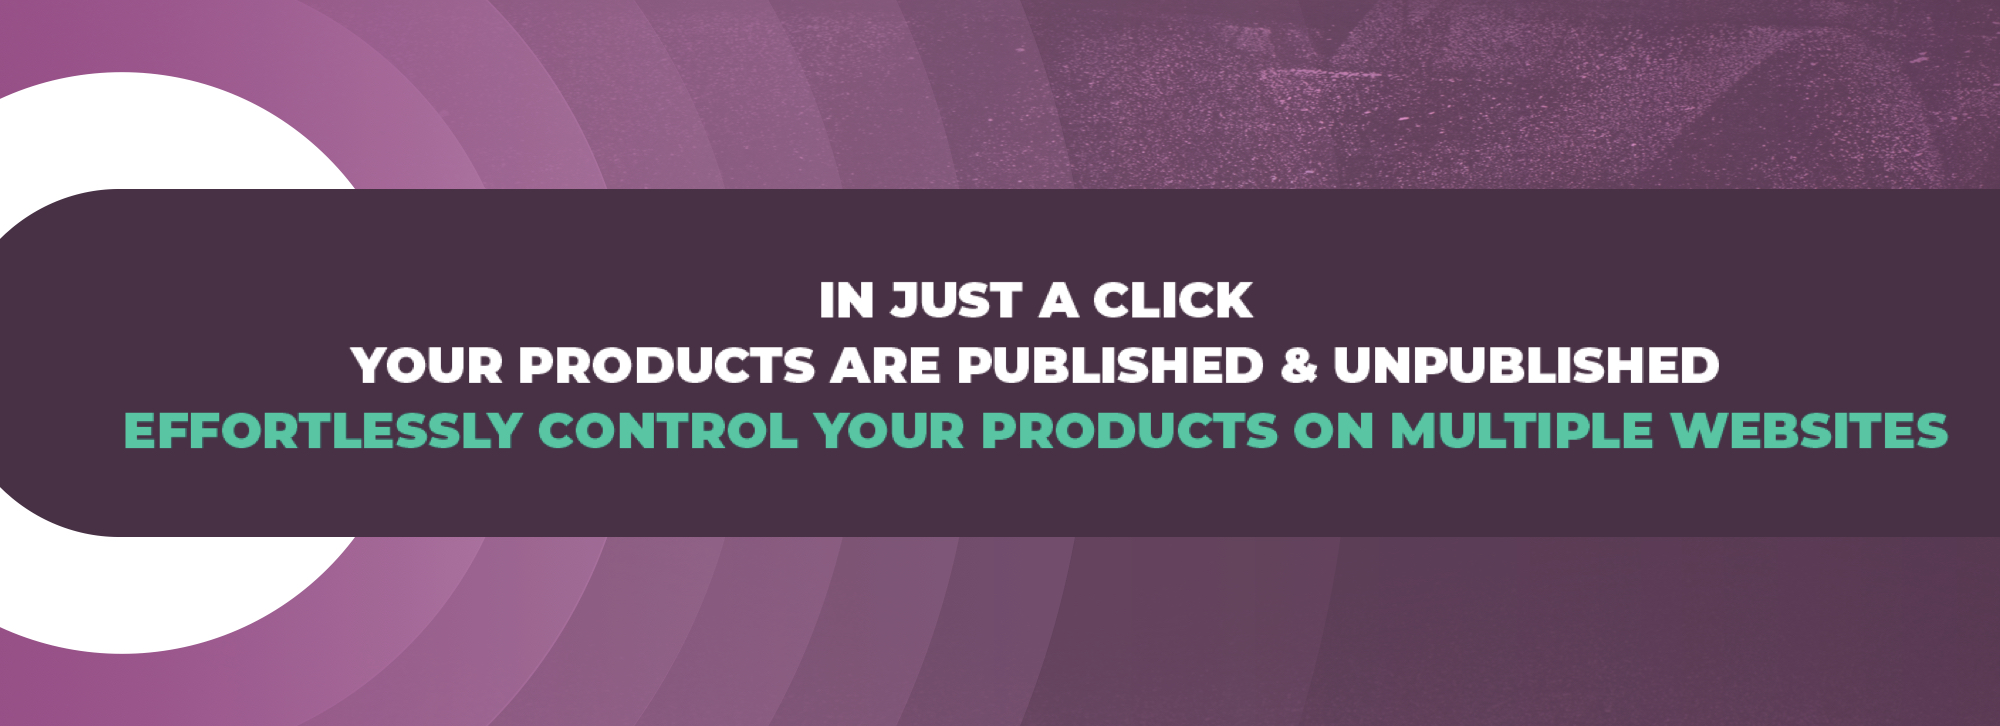 IN JUST A CLICK
YOUR PRODUCTS ARE PUBLISHED & UNPUBLISHED
EFFORTLESSLY CONTROL YOUR PRODUCTS ON MULTIPLE WEBSITES